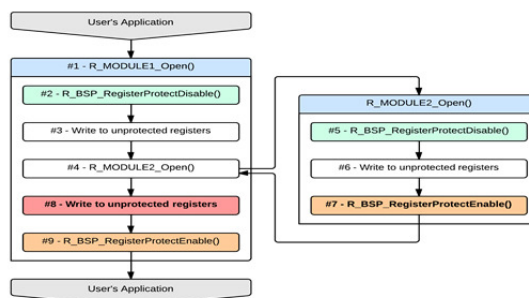 User's Application
#1 - R_MODULE1_Open()
#2 - R_BSP_RegisterProtectDisable()
#3 - Write to unprotected registers
#4 - R_MODULE2_Open()
#8 - Write to unprotected registers
#9 - R_BSP_RegisterProtectEnable()
User's Application
R_MODULE2_Open()
#5 - R_BSP_RegisterProtectDisable()
#6 - Write to unprotected registers
#7 - R_BSP_RegisterProtectEnable()